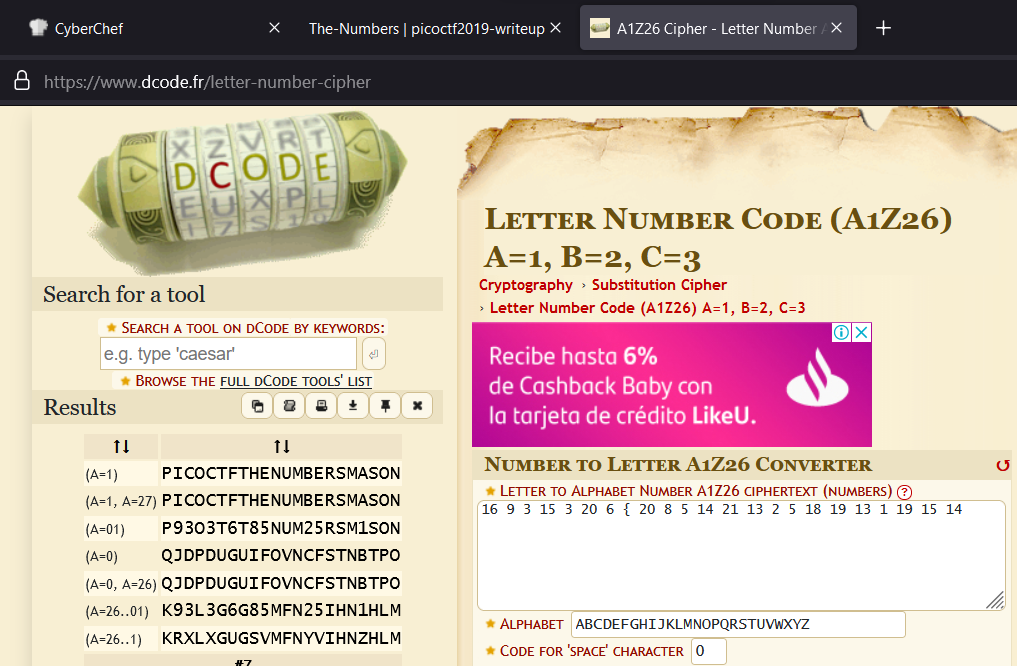 CyberChef
The-Numbers | picoctf2019-writeup
A1Z26 Cipher - Letter Number
https://www.dcode.fr/letter-number-cipher
DCODE
Search for a tool
SEARCH A TOOL ON DCODE BY KEYWORDS:
e.g. type 'caesar'
BROWSE THE FULL DCODE TOOLS' LIST
Results
(A=1) PICOCTFTHENUMBERSMASON
(A=1, A=27) PICOCTFTHENUMBERSMASON
(A=01) P93O3T6T85NUM25RSM1SON
(A=0) QJDPDUGUIFOVNCFSTNBTPO
(A=0, A=26) QJDPDUGUIFOVNCFSTNBTPO
(A=26..01) K93L3G6G85MFN25IHN1HLM
(A=26..1) KRXLXGUGSVMFNYVIHNZHLM
LETTER NUMBER CODE (A1Z26)
A=1, B=2, C=3
Cryptography › Substitution Cipher
› Letter Number Code (A1Z26) A=1, B=2, C=3
Recibe hasta 6%
de Cashback Baby con
la tarjeta de crédito LikeU.
NUMBER TO LETTER A1Z26 CONVERTER
LETTER TO ALPHABET NUMBER A1Z26 CIPHERTEXT (NUMBERS) ?
16 9 3 15 3 20 6 { 20 8 5 14 21 13 2 5 18 19 13 1 19 15 14
ALPHABET ABCDEFGHIJKLMNOPQRSTUVWXYZ
CODE FOR 'SPACE' CHARACTER 0